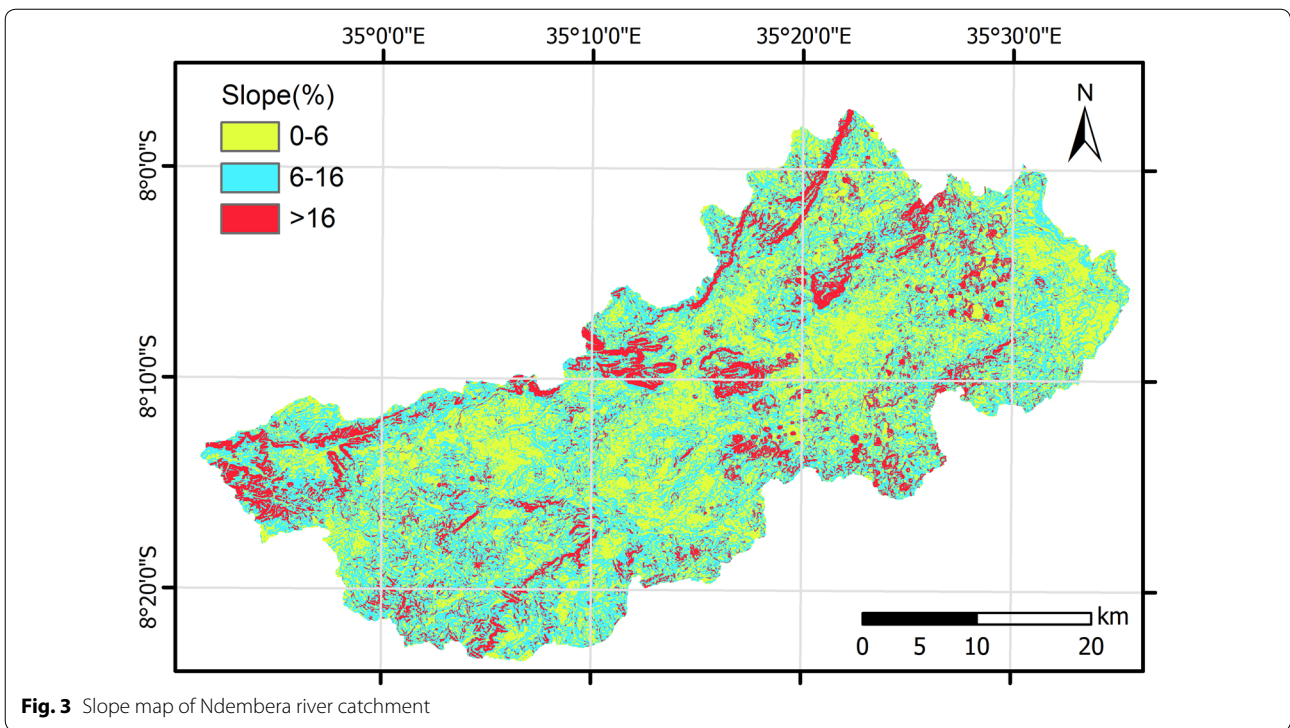 35°0'0"E 35°10'0"E 35°20'0"E 35°30'0"E
Slope(%)
0-6
6-16
>16
N
8°0'0"S
8°10'0"S
8°20'0"S
km
0 5 10 20
Fig. 3 Slope map of Ndembera river catchment